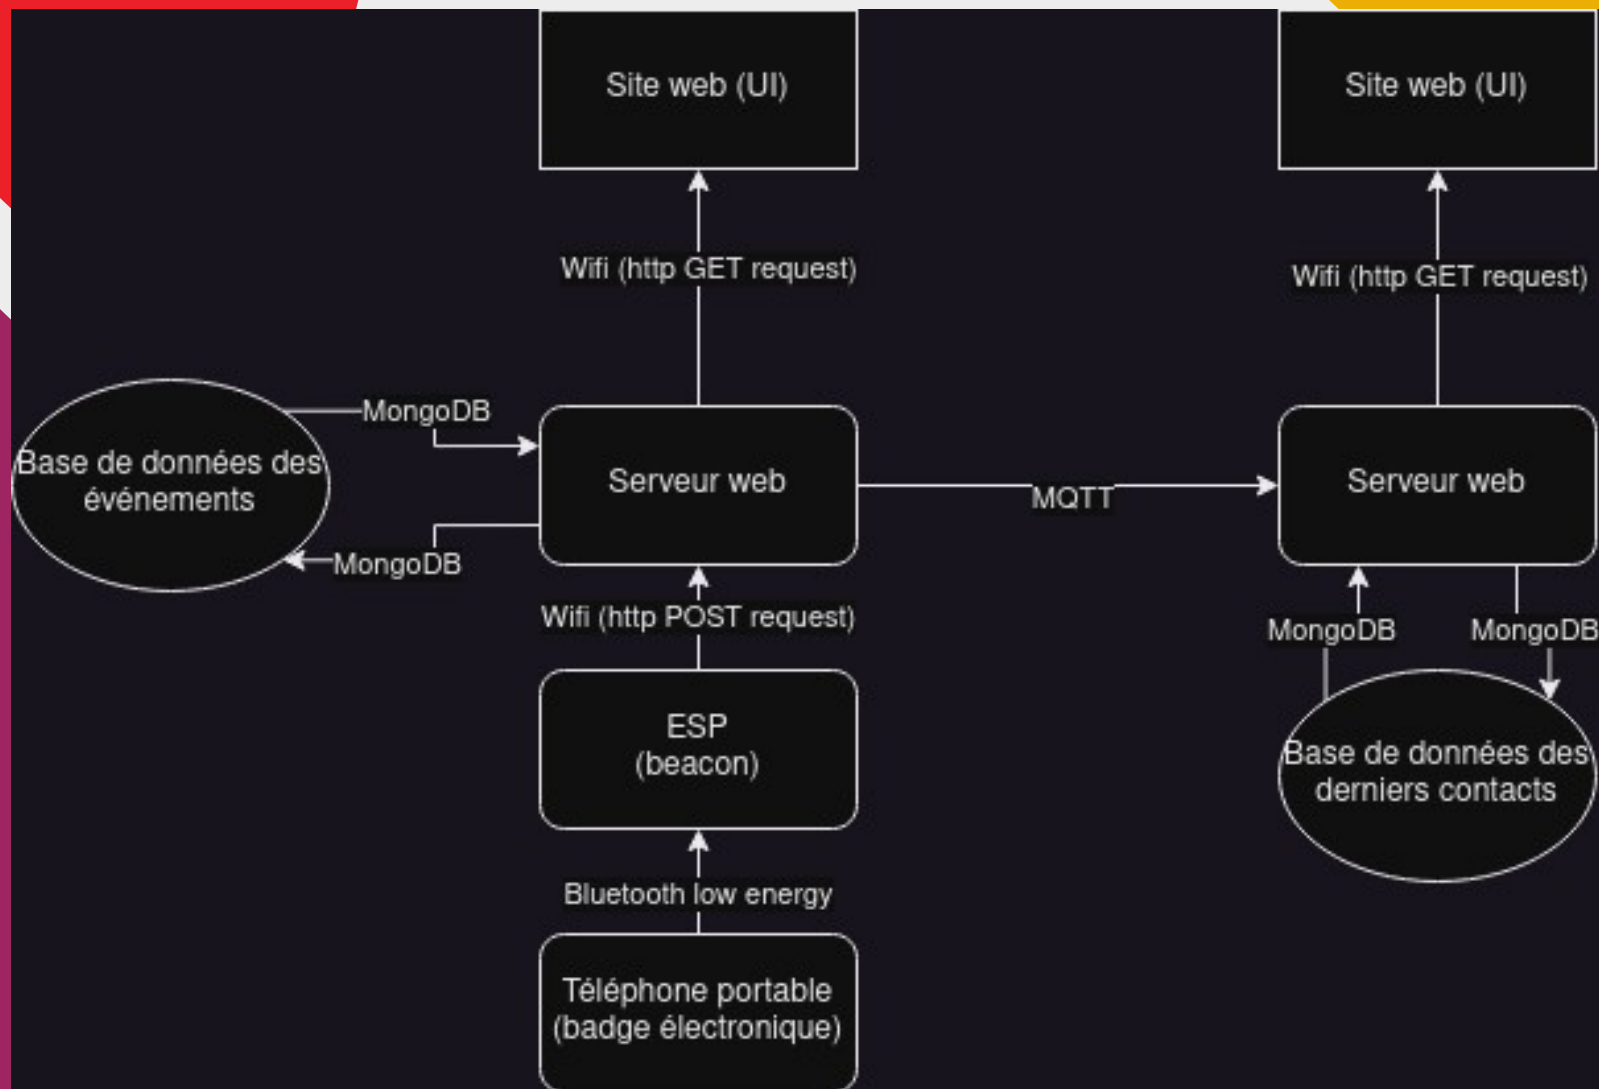 Site web (UI)
Site web (UI)
Wifi (http GET request)
Wifi (http GET request)
MongoDB
Base de données des
événements
Serveur web
MQTT
Serveur web
MongoDB
Wifi (http POST request)
MongoDB
MongoDB
ESP
(beacon)
Base de données des
derniers contacts
Bluetooth low energy
Téléphone portable
(badge électronique)